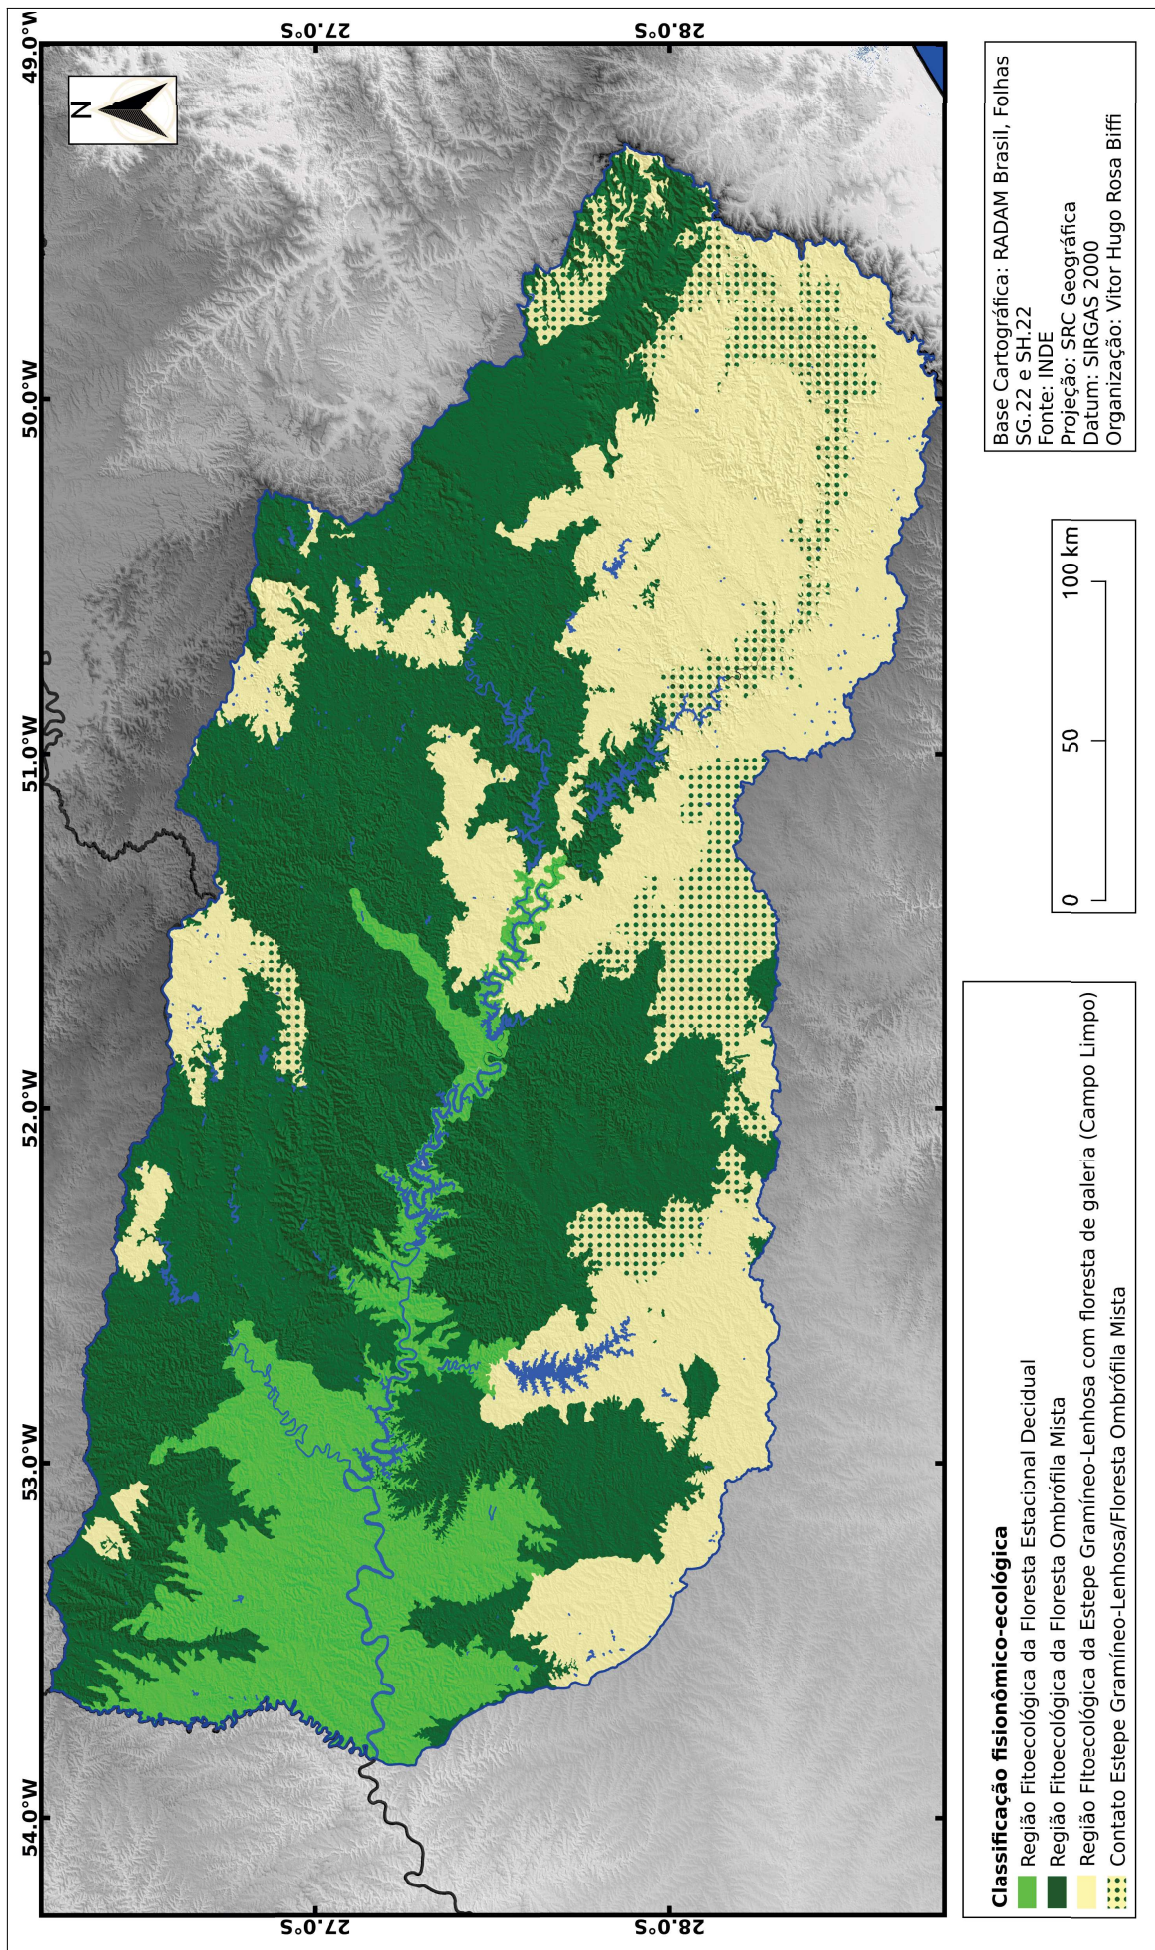 54.0°W
53.0°W
52.0°W
51.0°W
50.0°W
49.0°W
N
27.0°S
27.0°S
28.0°S
28.0°S
Classificação fisionômico-ecológica
Região Fitoecológica da Floresta Estacional Decidual
Região Fitoecológica da Floresta Ombrófila Mista
Região FItoecológica da Estepe Gramíneo-Lenhosa com floresta de galeria (Campo Limpo)
Contato Estepe Gramíneo-Lenhosa/Floresta Ombrófila Mista
0
50
100 km
Base Cartográfica: RADAM Brasil, Folhas
SG.22 e SH.22
Fonte: INDE
Projeção: SRC Geográfica
Datum: SIRGAS 2000
Organização: Vitor Hugo Rosa Biffi